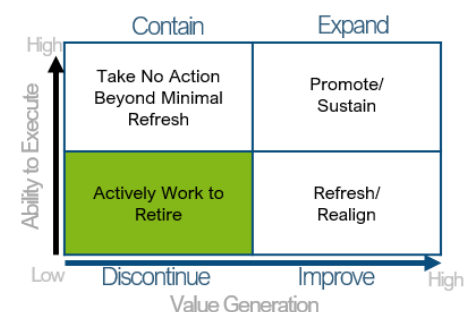 Contain
Expand
High
Take No Action
Beyond Minimal
Refresh
Promote/
Sustain
Ability to Execute
Actively Work to
Retire
Refresh/
Realign
Low
Discontinue
Improve
High
Value Generation